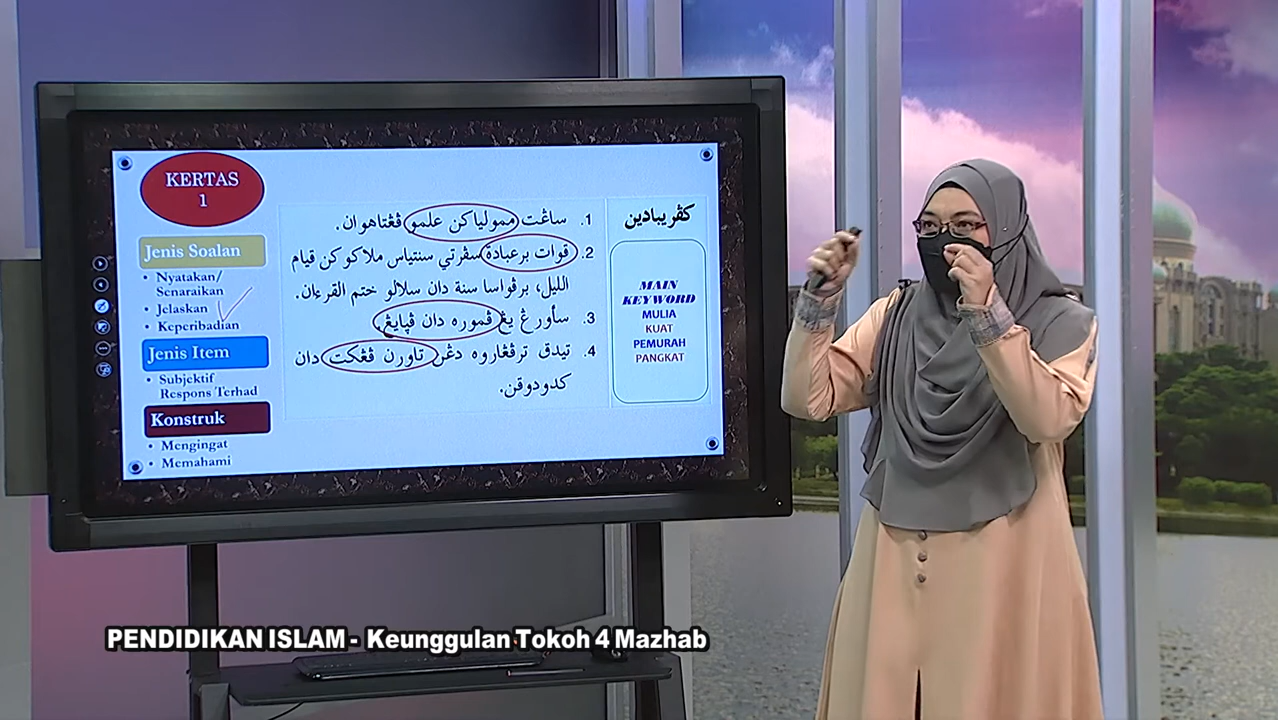 KERTAS
1
Jenis Soalan
• Nyatakan/
Senaraikan
• Jelaskan
• Keperibadian
Jenis Item
• Subjektif
Respons Terhad
Konstruk
• Mengingat
• Memahami
1. ساڠت ممولياكن علمو ڤڠتاهوان.
2. قوات برعبادة سڤرتي سنتياس ملاكوكن قيام
الليل، برڤواسا سنة دان سلالو ختم القرءان.
3. سأورڠ يڠ ڤموره دان ڤپايڠ.
4. تيدق ترڤڠاروه دڠن تاورن ڤڠكت دان
كدودوقن.
كڤريبادين
MAIN
KEYWORD
MULIA
KUAT
PEMURAH
PANGKAT
PENDIDIKAN ISLAM - Keunggulan Tokoh 4 Mazhab